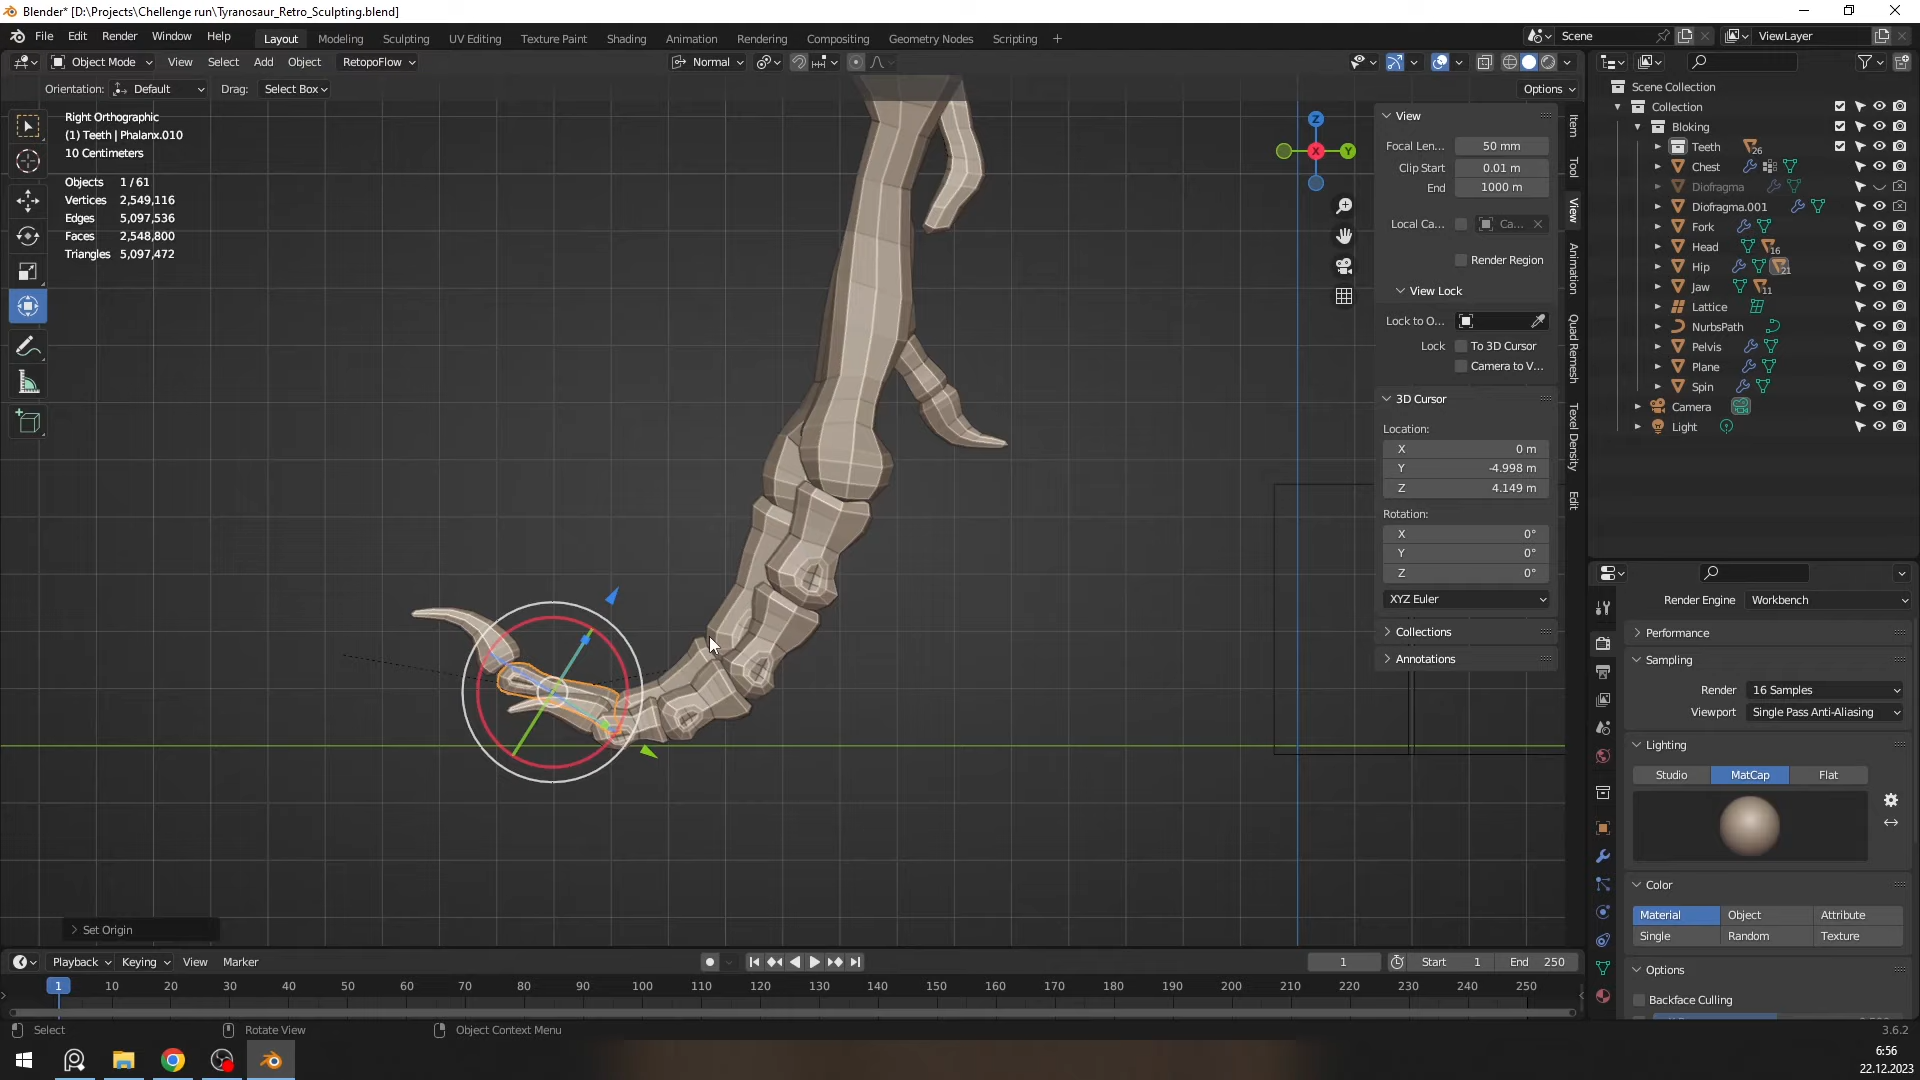 Blender* [D:\Projects\Chellenge run\Tyranosaur_Retro_Sculpting.blend]
File Edit Render Window Help Layout Modeling Sculpting UV Editing Texture Paint Shading Animation Rendering Compositing Geometry Nodes Scripting + Scene ViewLayer
Object Mode View Select Add Object RetopoFlow Normal
Orientation: Default Drag: Select Box Options
Right Orthographic
(1) Teeth | Phalanx.010
10 Centimeters
Objects 1 / 61
Vertices 2,549,116
Edges 5,097,536
Faces 2,548,800
Triangles 5,097,472
Z
X
Y
View
Focal Len... 50 mm
Clip Start 0.01 m
End 1000 m
Local Ca... Ca...
Render Region
View Lock
Lock to O...
Lock To 3D Cursor
Camera to V...
3D Cursor
Location:
X 0 m
Y -4.998 m
Z 4.149 m
Rotation:
X 0°
Y 0°
Z 0°
XYZ Euler
Collections
Annotations
Item
Tool
View
Animation
Quad Remesh
Texel Density
Edit
Scene Collection
Collection
Bloking
Teeth 26
Chest
Diofragma
Diofragma.001
Fork
Head 16
Hip 21
Jaw 11
Lattice
NurbsPath
Pelvis
Plane
Spin
Camera
Light
Render Engine Workbench
Performance
Sampling
Render 16 Samples
Viewport Single Pass Anti-Aliasing
Lighting
Studio MatCap Flat
Color
Material Object Attribute
Single Random Texture
Options
Backface Culling
Set Origin
Playback Keying View Marker 1 Start 1 End 250
1 10 20 30 40 50 60 70 80 90 100 110 120 130 140 150 160 170 180 190 200 210 220 230 240 250
Select Rotate View Object Context Menu 3.6.2
6:56
22.12.2023